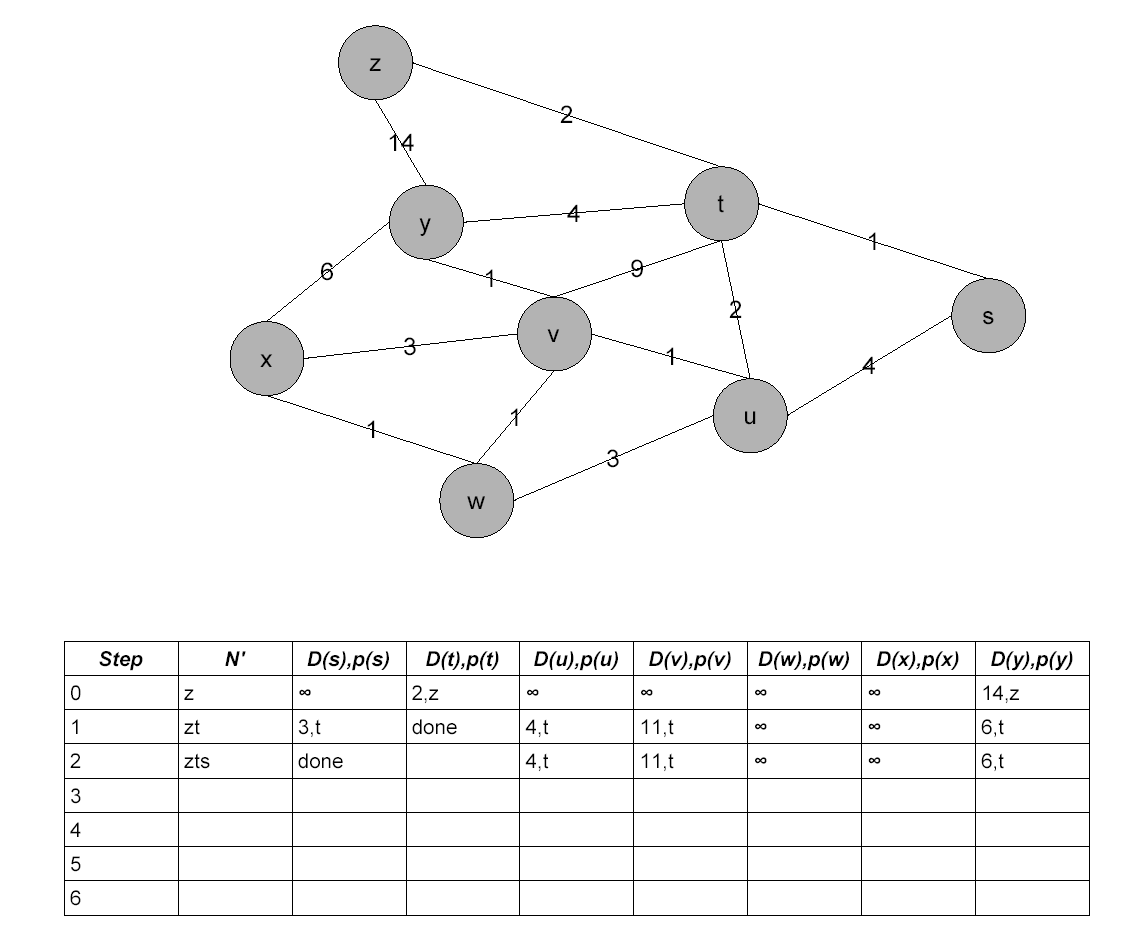 z
2
14
t
y
4
1
6
9
1
s
2
v
x
3
1
4
u
1
1
3
w
Step N' D(s),p(s) D(t),p(t) D(u),p(u) D(v),p(v) D(w),p(w) D(x),p(x) D(y),p(y)
0 z ∞ 2,z ∞ ∞ ∞ ∞ 14,z
1 zt 3,t done 4,t 11,t ∞ ∞ 6,t
2 zts done 4,t 11,t ∞ ∞ 6,t
3
4
5
6